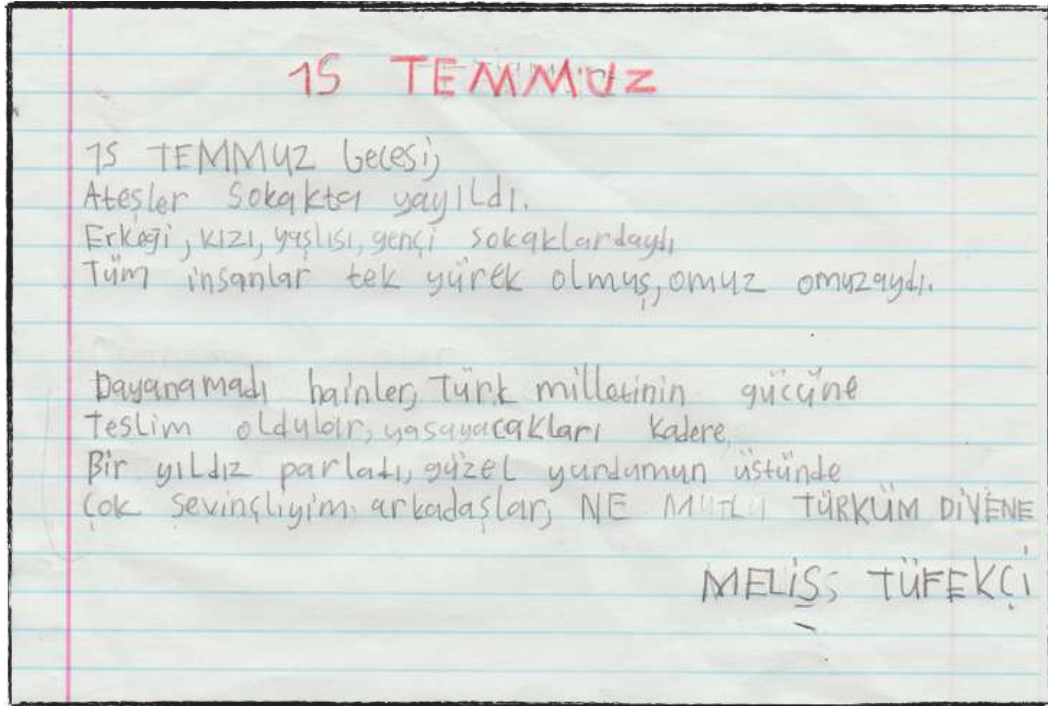 15 TEMMUZ
15 TEMMUZ Gecesi,
Ateşler Sokakta yayıldı.
Erkeği, kızı, yaşlısı, gençi sokaklardaydı
Tüm insanlar tek yürek olmuş, omuz omuzaydı.
Dayanamadı hainler, Türk milletinin gücüne
Teslim oldular, yaşayacakları kadere,
Bir yıldız parladı, güzel yurdumun üstünde
Çok sevinçliyim arkadaşlar, NE MUTLU TÜRKÜM DİYENE
MELİS TÜFEKÇİ